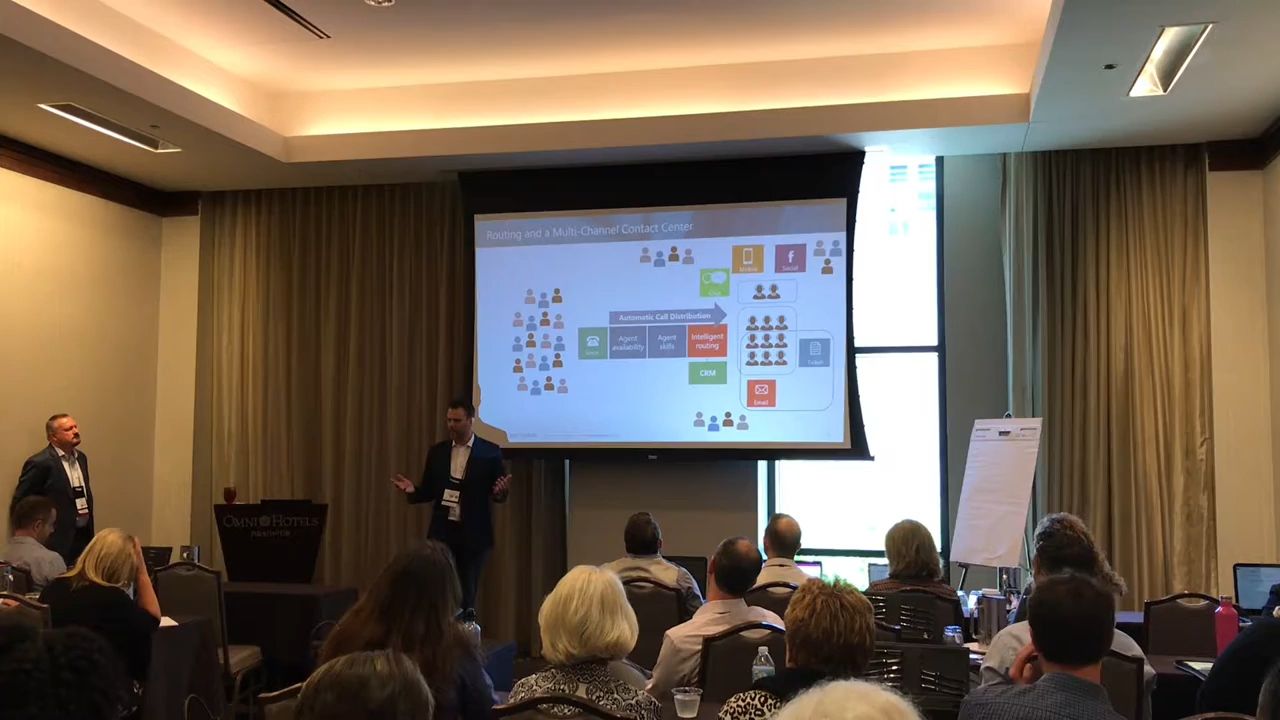 Routing and a Multi-Channel Contact Center
Mobile
Social
Chat
Automatic Call Distribution
Voice
Agent availability
Agent skills
Intelligent routing
Ticket
CRM
Email
OMNI HOTELS